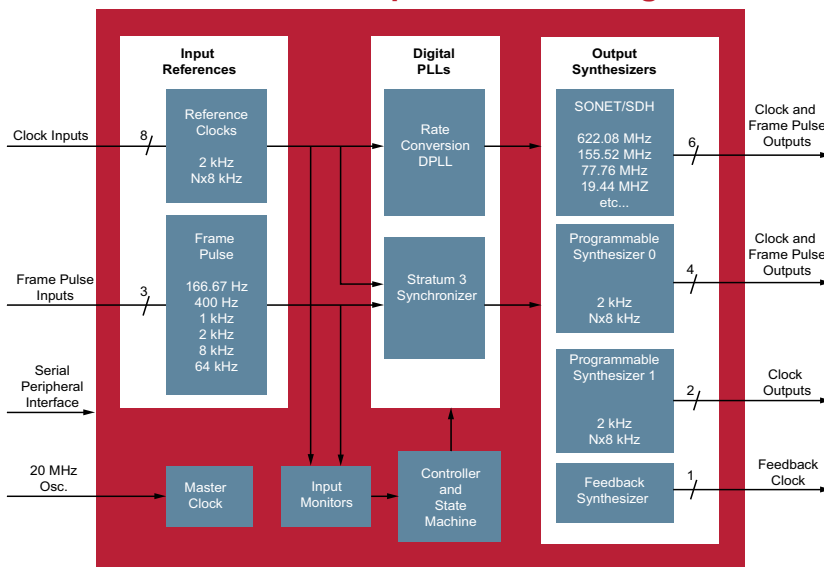 Input
References
Digital
PLLs
Output
Synthesizers
Clock Inputs
8
Reference
Clocks
2 kHz
Nx8 kHz
Rate
Conversion
DPLL
SONET/SDH
622.08 MHz
155.52 MHz
77.76 MHz
19.44 MHZ
etc...
6
Clock and
Frame Pulse
Outputs
Frame Pulse
Inputs
3
Frame
Pulse
166.67 Hz
400 Hz
1 kHz
2 kHz
8 kHz
64 kHz
Stratum 3
Synchronizer
Programmable
Synthesizer 0
2 kHz
Nx8 kHz
4
Clock and
Frame Pulse
Outputs
Serial
Peripheral
Interface
Programmable
Synthesizer 1
2 kHz
Nx8 kHz
2
Clock
Outputs
20 MHz
Osc.
Master
Clock
Input
Monitors
Controller
and
State
Machine
Feedback
Synthesizer
1
Feedback
Clock